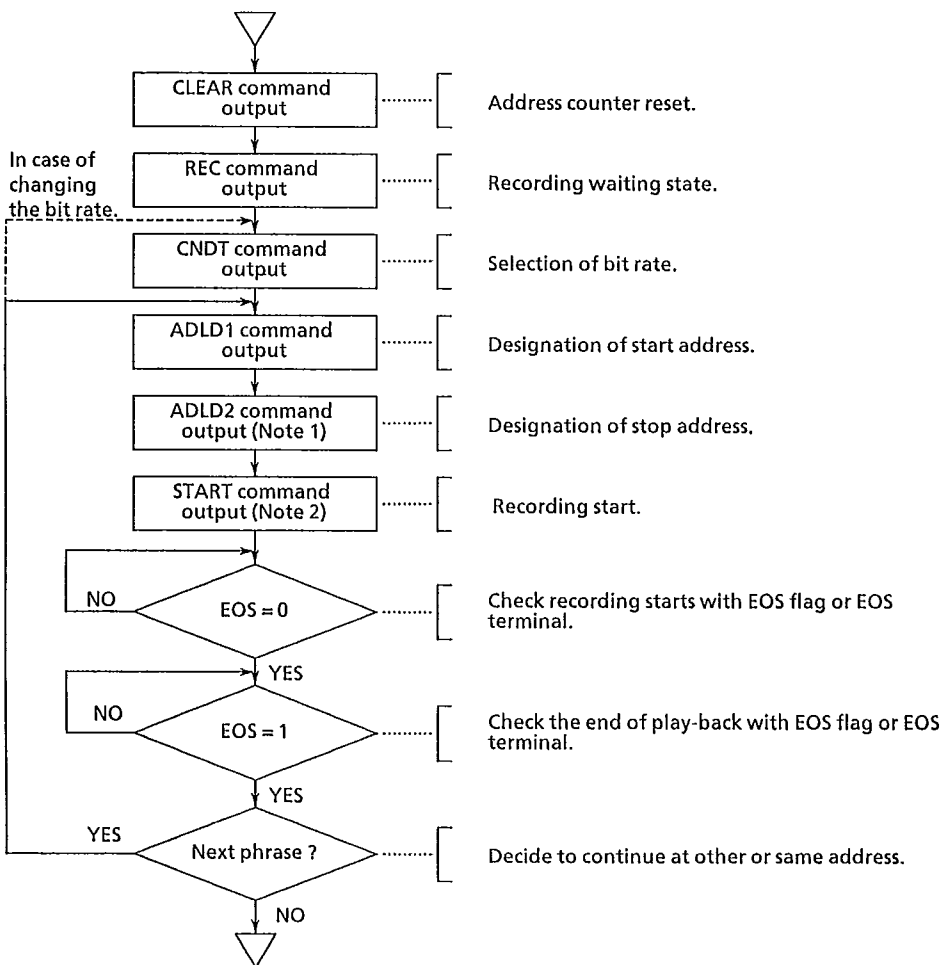 CLEAR command
output
Address counter reset.
In case of
changing
the bit rate.
REC command
output
Recording waiting state.
CNDT command
output
Selection of bit rate.
ADLD1 command
output
Designation of start address.
ADLD2 command
output (Note 1)
Designation of stop address.
START command
output (Note 2)
Recording start.
NO
EOS = 0
Check recording starts with EOS flag or EOS
terminal.
YES
NO
EOS = 1
Check the end of play-back with EOS flag or EOS
terminal.
YES
YES
Next phrase ?
Decide to continue at other or same address.
NO